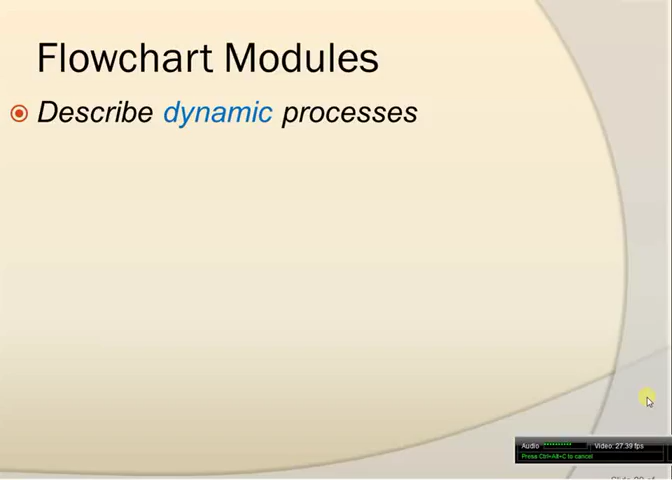 Flowchart Modules
Describe dynamic processes
Audio Video: 27.39 fps
Press Ctrl+Alt+C to cancel